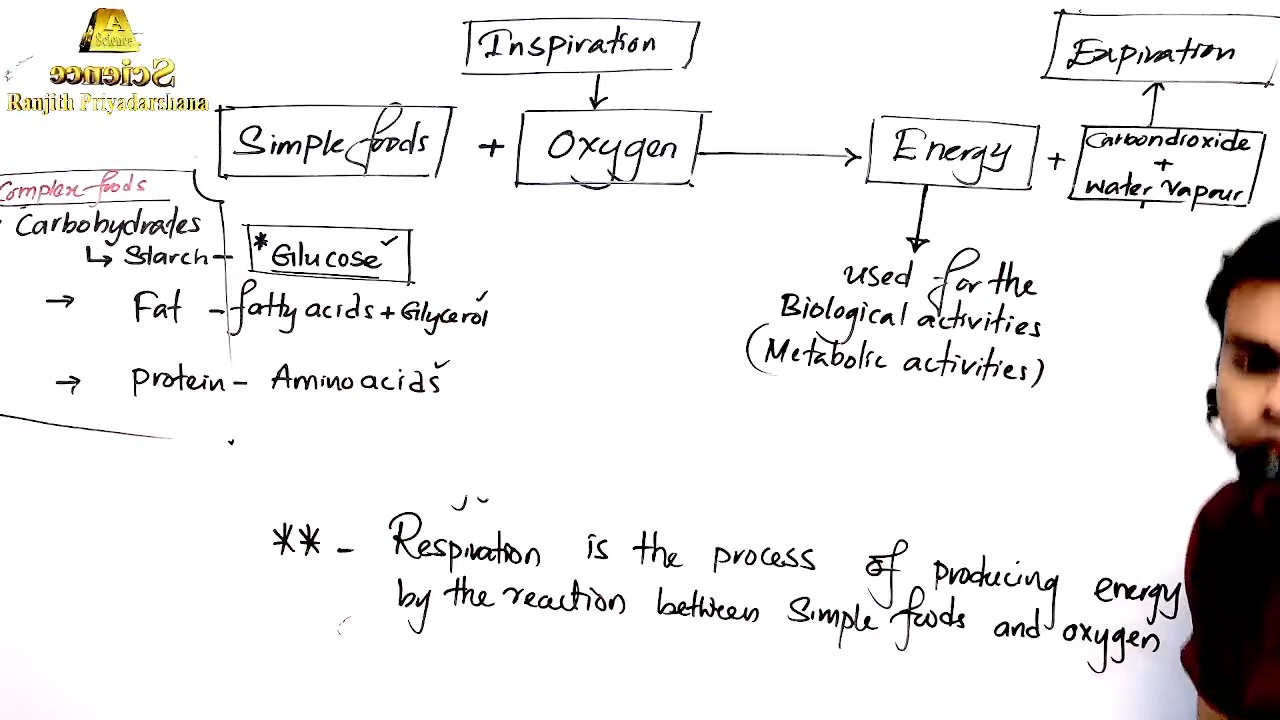 A
Science
Science
Ranjith Priyadarshana
Inspiration
Expiration
Simple foods + Oxygen → Energy + Carbondioxide
+
water vapour
Complex foods
Carbohydrates
↳ Starch - *Glucose ✓
→ Fat - fatty acids + Glycerol ✓
→ protein - Amino acids ✓
used for the
Biological activities
(Metabolic activities)
** - Respiration is the process of producing energy
by the reaction between Simple foods and oxygen